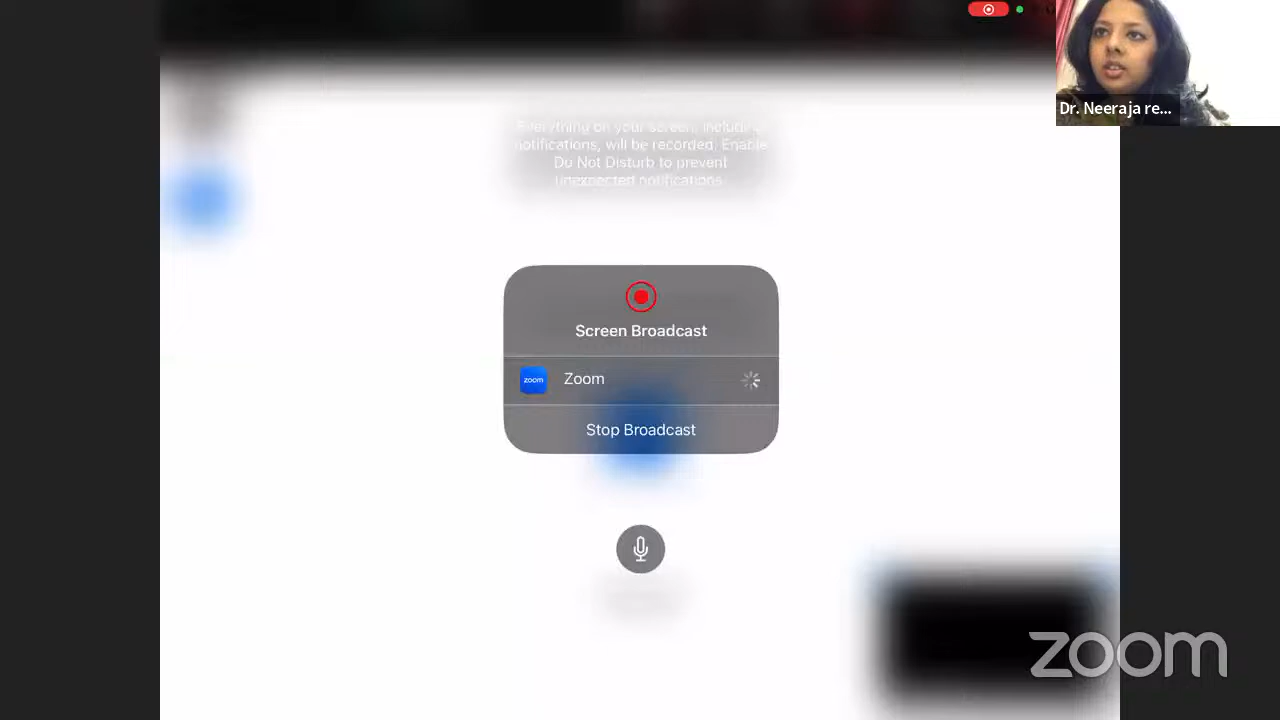 Dr. Neeraja re...
Everything on your screen, including
notifications, will be recorded. Enable
Do Not Disturb to prevent
unexpected notifications.
Screen Broadcast
zoom
Zoom
Stop Broadcast
zoom